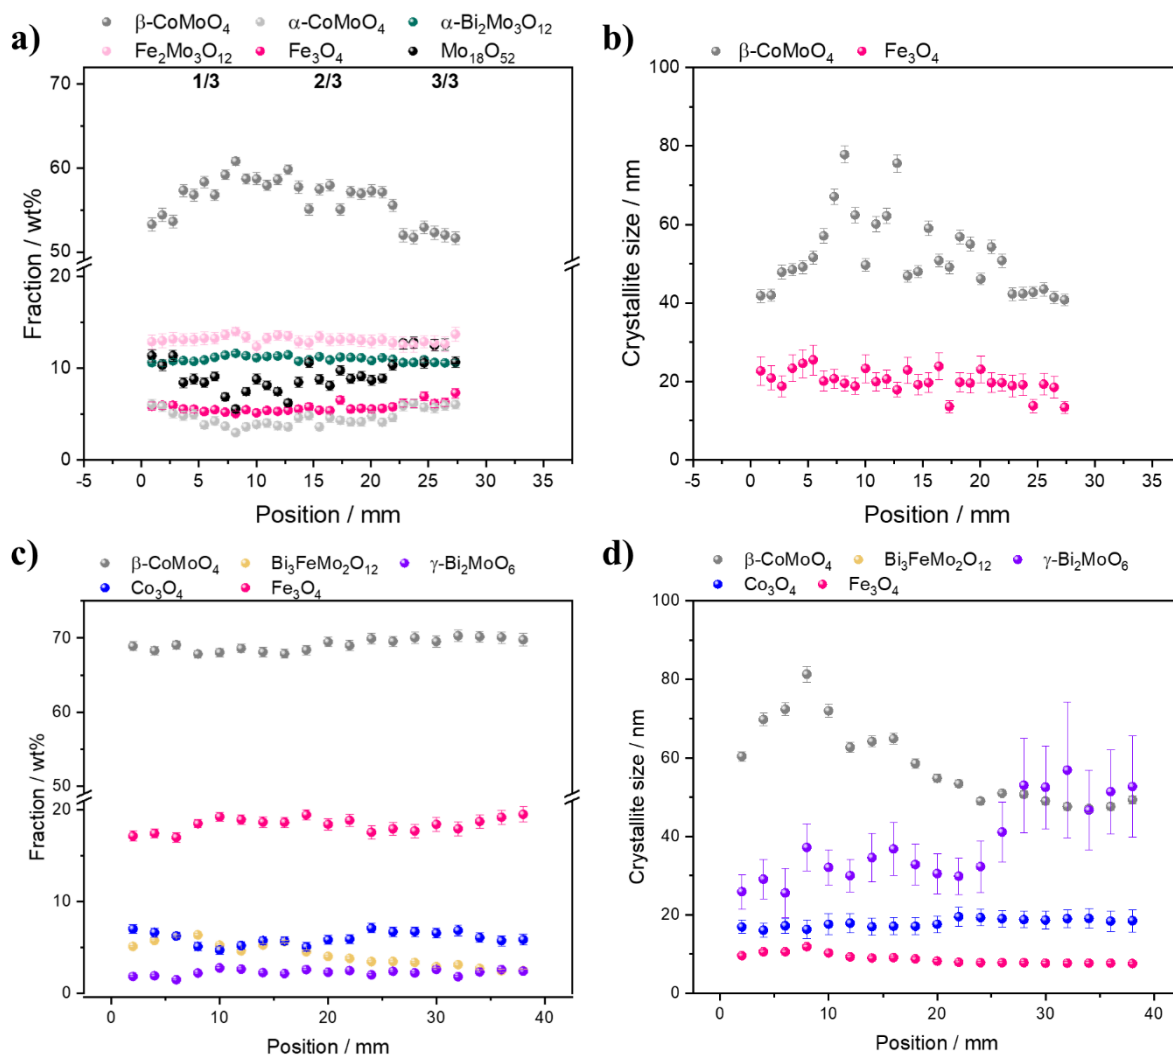 a)
β-CoMoO₄ α-CoMoO₄ α-Bi₂Mo₃O₁₂
Fe₂Mo₃O₁₂ Fe₃O₄ Mo₁₈O₅₂
1/3 2/3 3/3
70
60
50
20
10
0
Fraction / wt%
-5 0 5 10 15 20 25 30 35
Position / mm
b)
β-CoMoO₄ Fe₃O₄
100
80
60
40
20
0
Crystallite size / nm
-5 0 5 10 15 20 25 30 35
Position / mm
c)
β-CoMoO₄ Bi₃FeMo₂O₁₂ γ-Bi₂MoO₆
Co₃O₄ Fe₃O₄
70
60
50
20
10
0
Fraction / wt%
0 10 20 30 40
Position / mm
d)
β-CoMoO₄ Bi₃FeMo₂O₁₂ γ-Bi₂MoO₆
Co₃O₄ Fe₃O₄
100
80
60
40
20
0
Crystallite size / nm
0 10 20 30 40
Position / mm